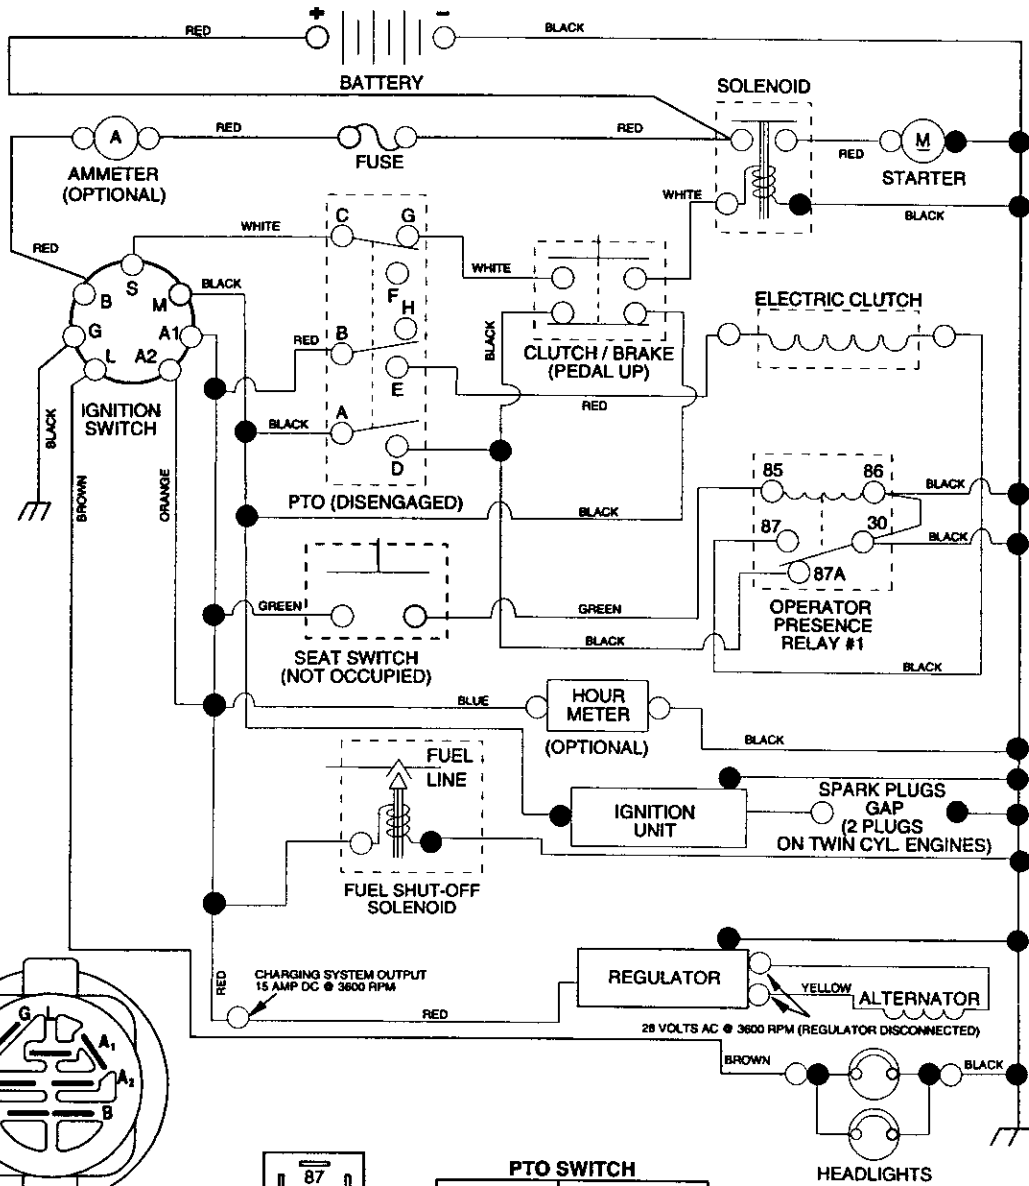 + -
RED
BLACK
BATTERY
SOLENOID
A
RED
RED
RED
M
AMMETER
(OPTIONAL)
FUSE
STARTER
WHITE
C
G
WHITE
BLACK
RED
S
BLACK
WHITE
F
B
M
H
ELECTRIC CLUTCH
G
A1
RED
B
BLACK
CLUTCH / BRAKE
(PEDAL UP)
L
A2
E
RED
IGNITION
SWITCH
BLACK
A
BLACK
D
BROWN
ORANGE
PTO (DISENGAGED)
85
86
BLACK
BLACK
87
30
BLACK
87A
GREEN
GREEN
OPERATOR
PRESENCE
RELAY #1
BLACK
SEAT SWITCH
(NOT OCCUPIED)
BLACK
BLUE
HOUR
METER
(OPTIONAL)
BLACK
FUEL
LINE
IGNITION
UNIT
SPARK PLUGS
GAP
(2 PLUGS
ON TWIN CYL. ENGINES)
FUEL SHUT-OFF
SOLENOID
RED
CHARGING SYSTEM OUTPUT
15 AMP DC @ 3600 RPM
RED
REGULATOR
YELLOW
ALTERNATOR
28 VOLTS AC @ 3600 RPM (REGULATOR DISCONNECTED)
G
L
A1
A2
B
BROWN
BLACK
HEADLIGHTS
87
PTO SWITCH